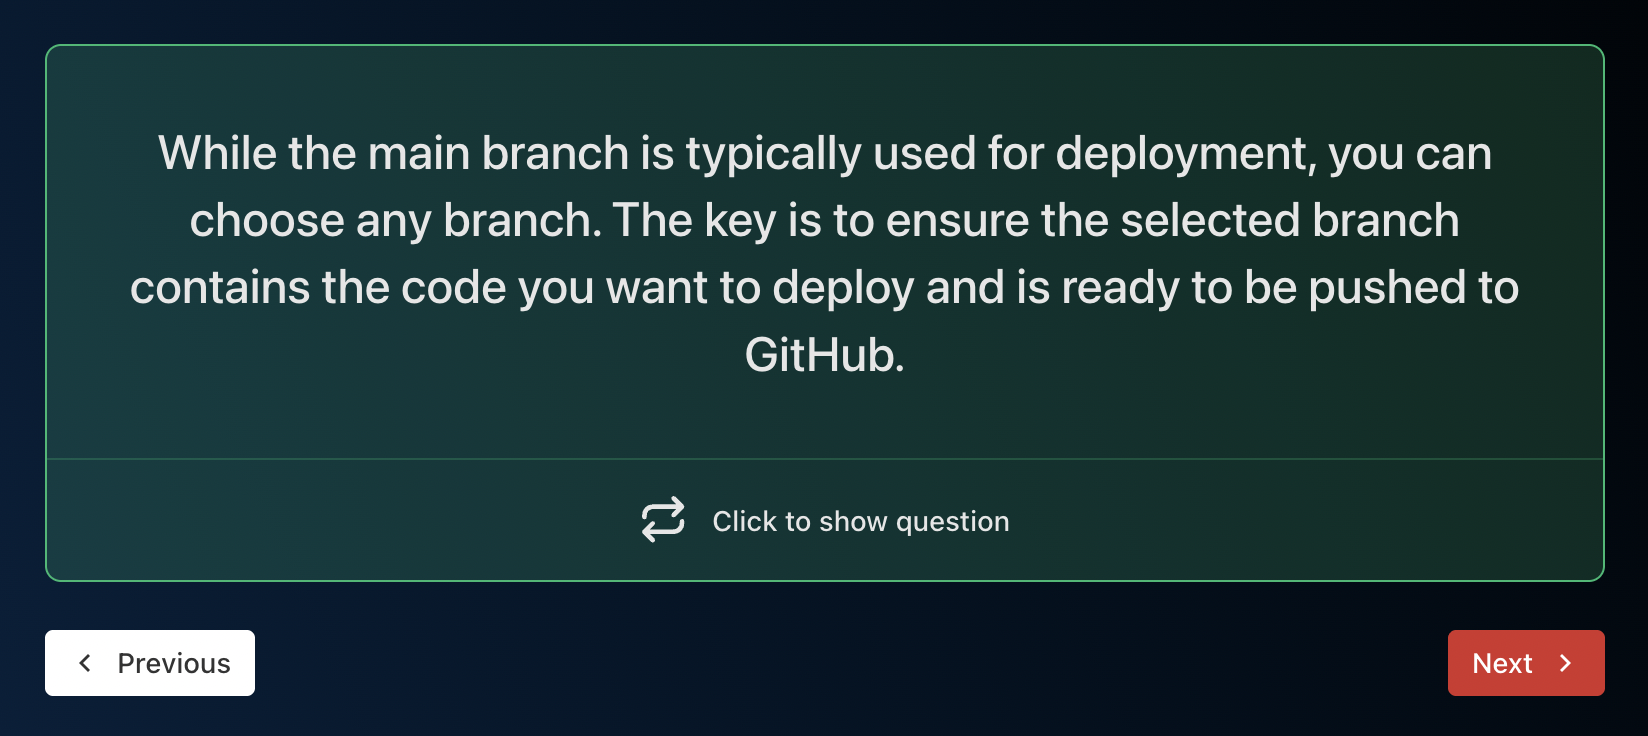 While the main branch is typically used for deployment, you can
choose any branch. The key is to ensure the selected branch
contains the code you want to deploy and is ready to be pushed to
GitHub.
Click to show question
Previous
Next